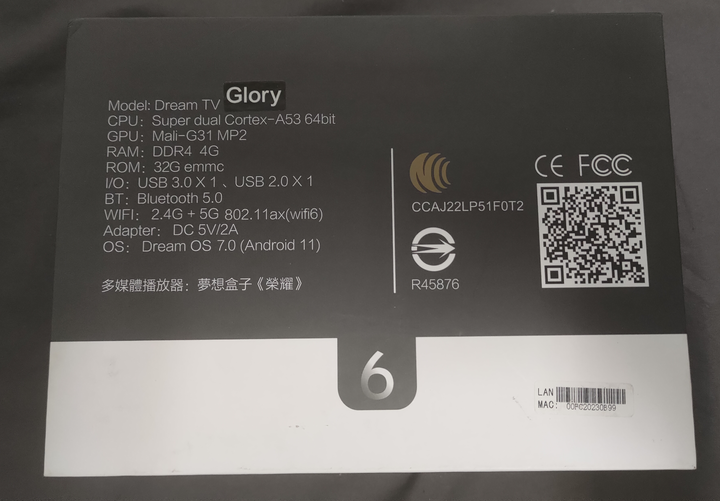 Model: Dream TV Glory
CPU: Super dual Cortex-A53 64bit
GPU: Mali-G31 MP2
RAM: DDR4 4G
ROM: 32G emmc
I/O: USB 3.0 X 1 、USB 2.0 X 1
BT: Bluetooth 5.0
WIFI: 2.4G + 5G 802.11ax(wifi6)
Adapter: DC 5V/2A
OS: Dream OS 7.0 (Android 11)
多媒體播放器: 夢想盒子《榮耀》
CCAJ22LP51F0T2
R45876
CE FCC
6
LAN
MAC: